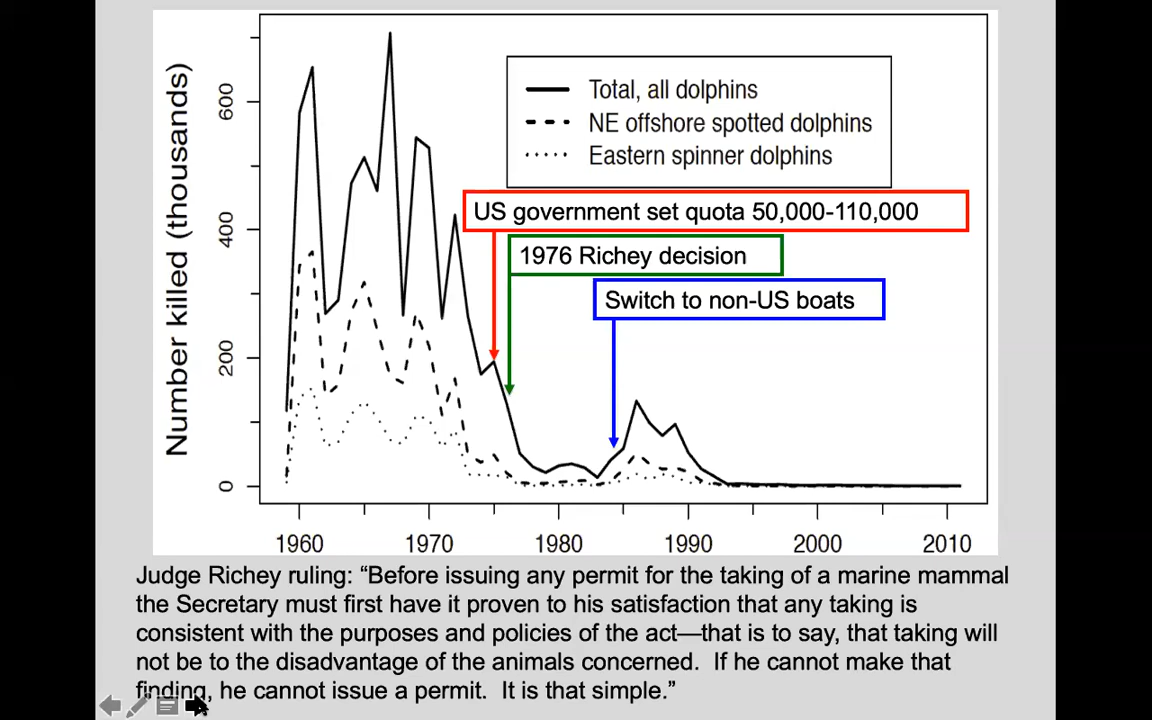 Number killed (thousands)
600
400
200
0
Total, all dolphins
NE offshore spotted dolphins
Eastern spinner dolphins
US government set quota 50,000-110,000
1976 Richey decision
Switch to non-US boats
1960 1970 1980 1990 2000 2010
Judge Richey ruling: “Before issuing any permit for the taking of a marine mammal
the Secretary must first have it proven to his satisfaction that any taking is
consistent with the purposes and policies of the act—that is to say, that taking will
not be to the disadvantage of the animals concerned.  If he cannot make that
finding, he cannot issue a permit.  It is that simple.”